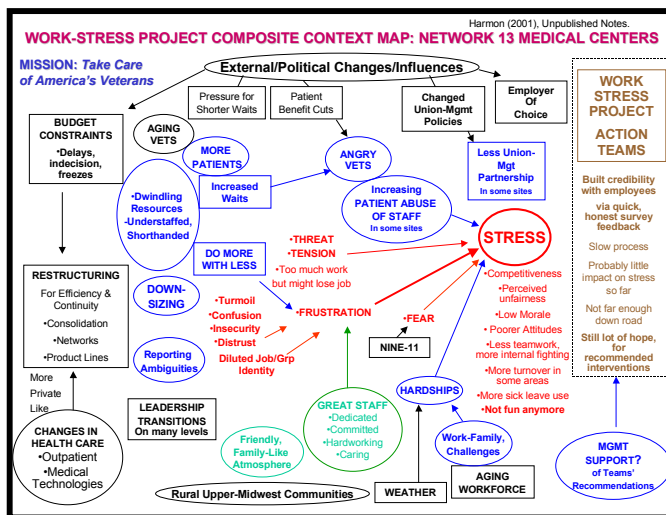 Harmon (2001), Unpublished Notes.
WORK-STRESS PROJECT COMPOSITE CONTEXT MAP: NETWORK 13 MEDICAL CENTERS
MISSION: Take Care
of America's Veterans
External/Political Changes/Influences
Pressure for
Shorter Waits
Patient
Benefit Cuts
Changed
Union-Mgmt
Policies
Employer
Of
Choice
BUDGET
CONSTRAINTS
•Delays,
indecision,
freezes
AGING
VETS
MORE
PATIENTS
Increased
Waits
ANGRY
VETS
Less Union-
Mgt
Partnership
In some sites
•Dwindling
Resources
-Understaffed,
Shorthanded
Increasing
PATIENT ABUSE
OF STAFF
In some sites
STRESS
DO MORE
WITH LESS
•THREAT
•TENSION
•Too much work
but might lose job
RESTRUCTURING
For Efficiency &
Continuity
•Consolidation
•Networks
•Product Lines
DOWN-
SIZING
•Turmoil
•Confusion
•Insecurity
•Distrust
Diluted Job/Grp
Identity
•FRUSTRATION
•FEAR
NINE-11
•Competitiveness
•Perceived
unfairness
•Low Morale
•Poorer Attitudes
•Less teamwork,
more internal fighting
•More turnover in
some areas
•More sick leave use
•Not fun anymore
Reporting
Ambiguities
More
Private
Like
LEADERSHIP
TRANSITIONS
On many levels
GREAT STAFF
•Dedicated
•Committed
•Hardworking
•Caring
HARDSHIPS
CHANGES IN
HEALTH CARE
•Outpatient
•Medical
Technologies
Friendly,
Family-Like
Atmosphere
Work-Family,
Challenges
Rural Upper-Midwest Communities
WEATHER
AGING
WORKFORCE
WORK
STRESS
PROJECT
ACTION
TEAMS
Built credibility
with employees
via quick,
honest survey
feedback
Slow process
Probably little
impact on stress
so far
Not far enough
down road
Still lot of hope,
for
recommended
interventions
MGMT
SUPPORT?
of Teams'
Recommendations